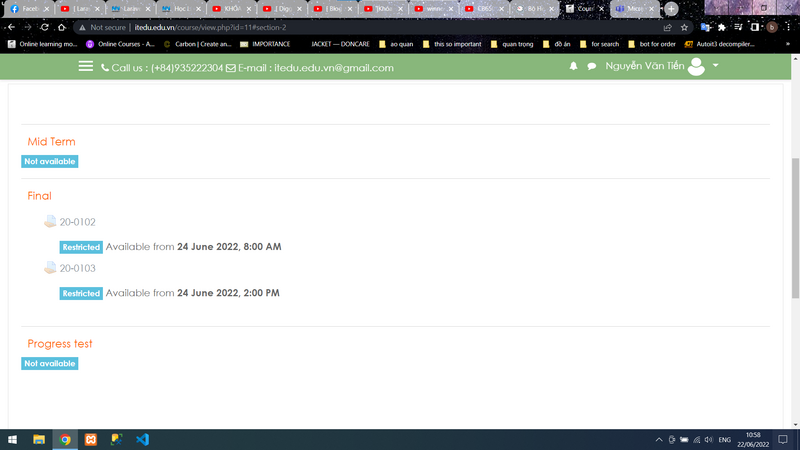 Faceb
[ Lara
Larav
Học l
KHÓA
[ Lara
[ Digi
[ Blog
[Khóa
weiwe
E865
Bộ Hồ
Cours
Micro
Not secure | itedu.edu.vn/course/view.php?id=11#section-2
Online learning mo...
Online Courses - A...
Carbon | Create an...
IMPORTANCE
JACKET — DONCARE
ao quan
this so important
quan trọng
đồ án
for search
bot for order
Autoit3 decompiler...
»
Call us : (+84)935222304 E-mail : itedu.edu.vn@gmail.com
Nguyễn Văn Tiến
Mid Term
Not available
Final
20-0102
Restricted Available from 24 June 2022, 8:00 AM
20-0103
Restricted Available from 24 June 2022, 2:00 PM
Progress test
Not available
ENG
10:58
22/06/2022